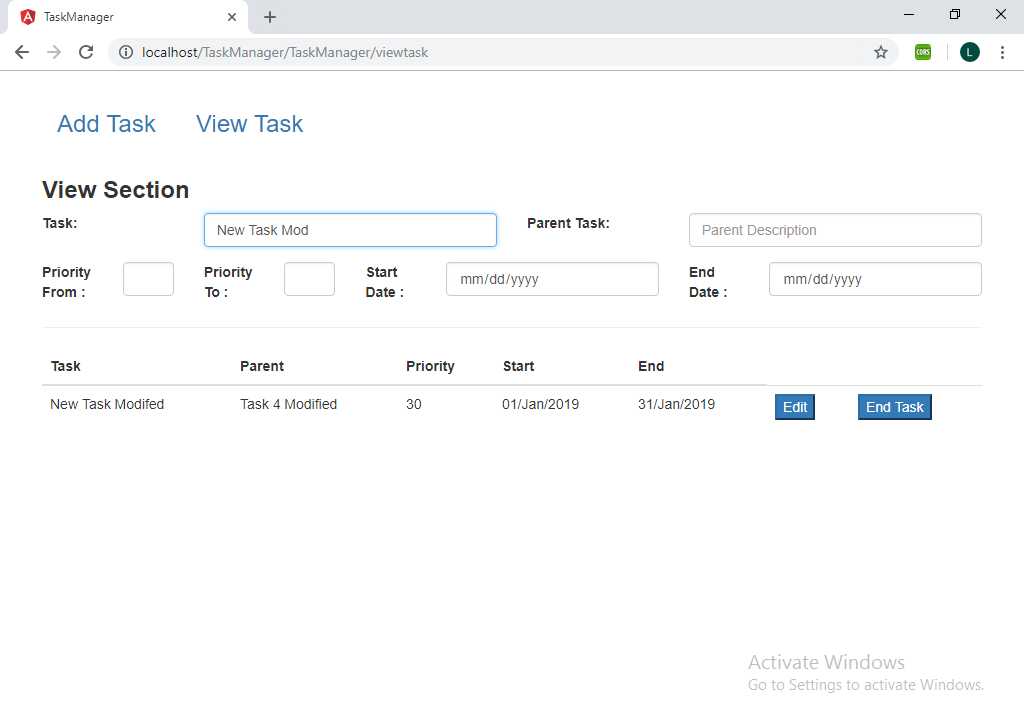 TaskManager
localhost/TaskManager/TaskManager/viewtask
CORS
L
Add Task View Task
View Section
Task: New Task Mod Parent Task: Parent Description
Priority From : Priority To : Start Date : mm/dd/yyyy End Date : mm/dd/yyyy
Task Parent Priority Start End
New Task Modifed Task 4 Modified 30 01/Jan/2019 31/Jan/2019 Edit End Task
Activate Windows
Go to Settings to activate Windows.